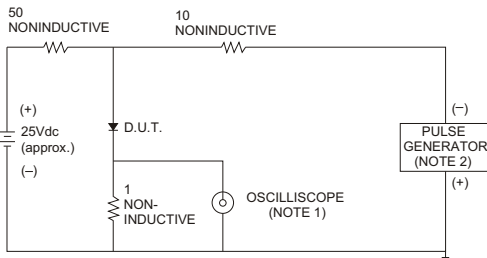 50
NONINDUCTIVE
10
NONINDUCTIVE
(+)
25Vdc
(approx.)
(–)
D.U.T.
1
NON-
INDUCTIVE
OSCILLISCOPE
(NOTE 1)
(–)
PULSE
GENERATOR
(NOTE 2)
(+)